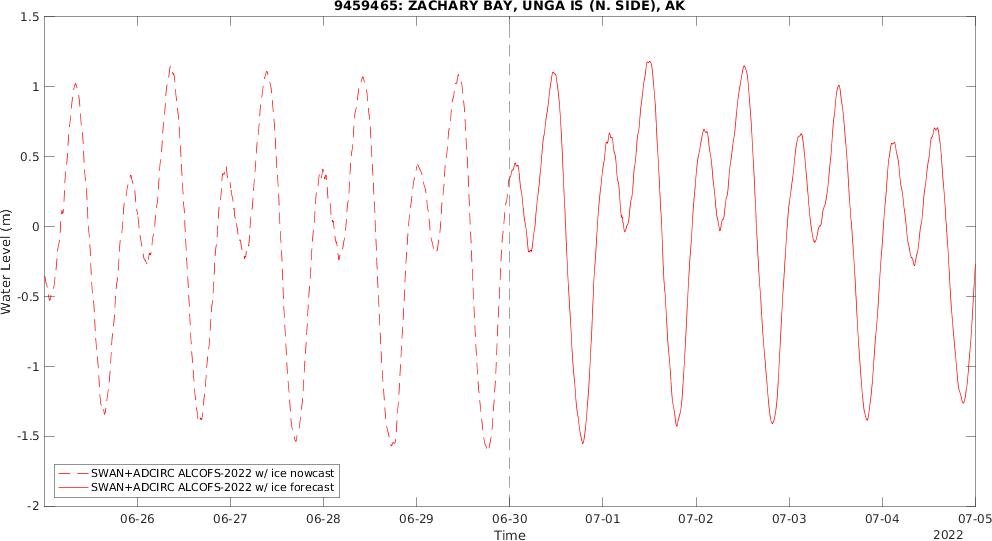 9459465: ZACHARY BAY, UNGA IS (N. SIDE), AK
1.5
1
0.5
0
-0.5
-1
-1.5
-2
Water Level (m)
SWAN+ADCIRC ALCOFS-2022 w/ ice nowcast
SWAN+ADCIRC ALCOFS-2022 w/ ice forecast
06-26 06-27 06-28 06-29 06-30 07-01 07-02 07-03 07-04 07-05
Time
2022